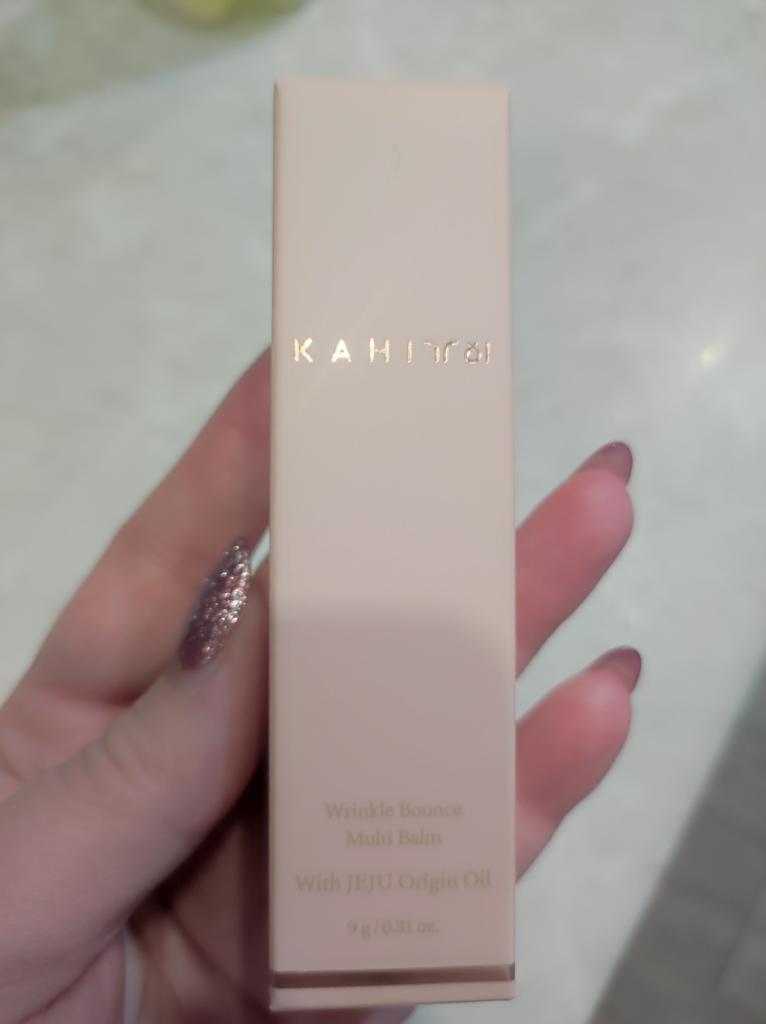 KAHI
Wrinkle Bounce
Multi Balm
With JEJU Origin Oil
9 g / 0.31 oz.